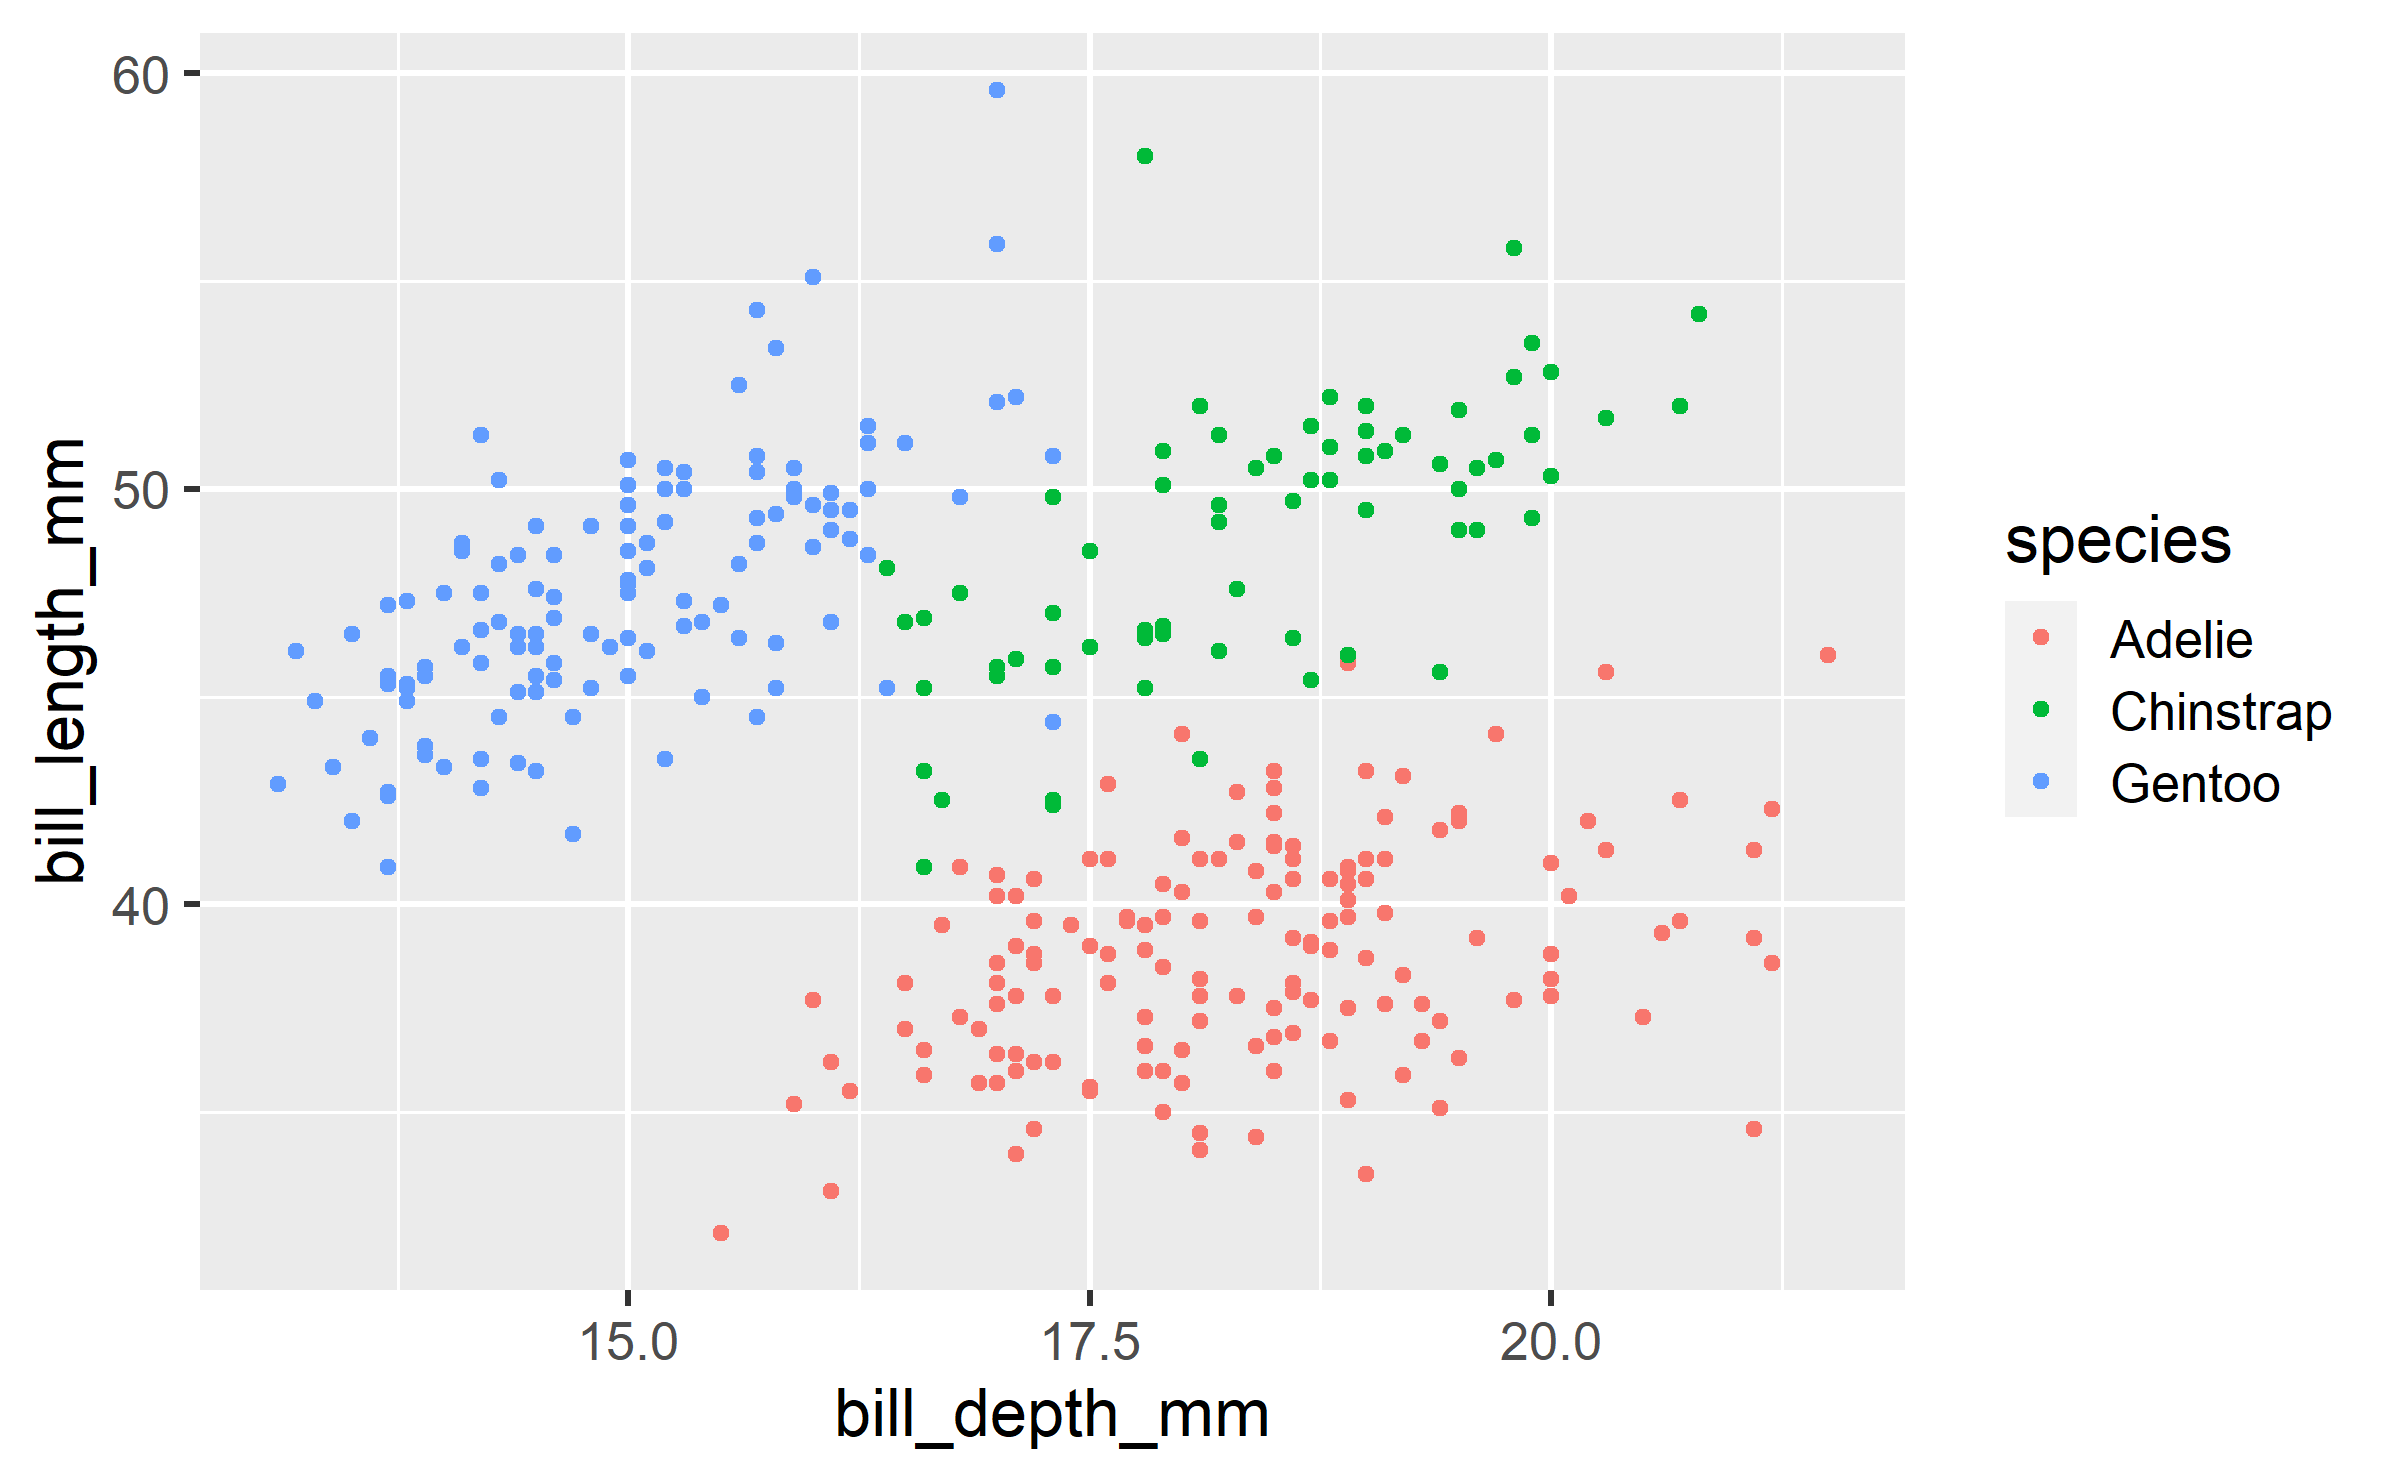 60
50
40
bill_length_mm
15.0 17.5 20.0
bill_depth_mm
species
Adelie
Chinstrap
Gentoo